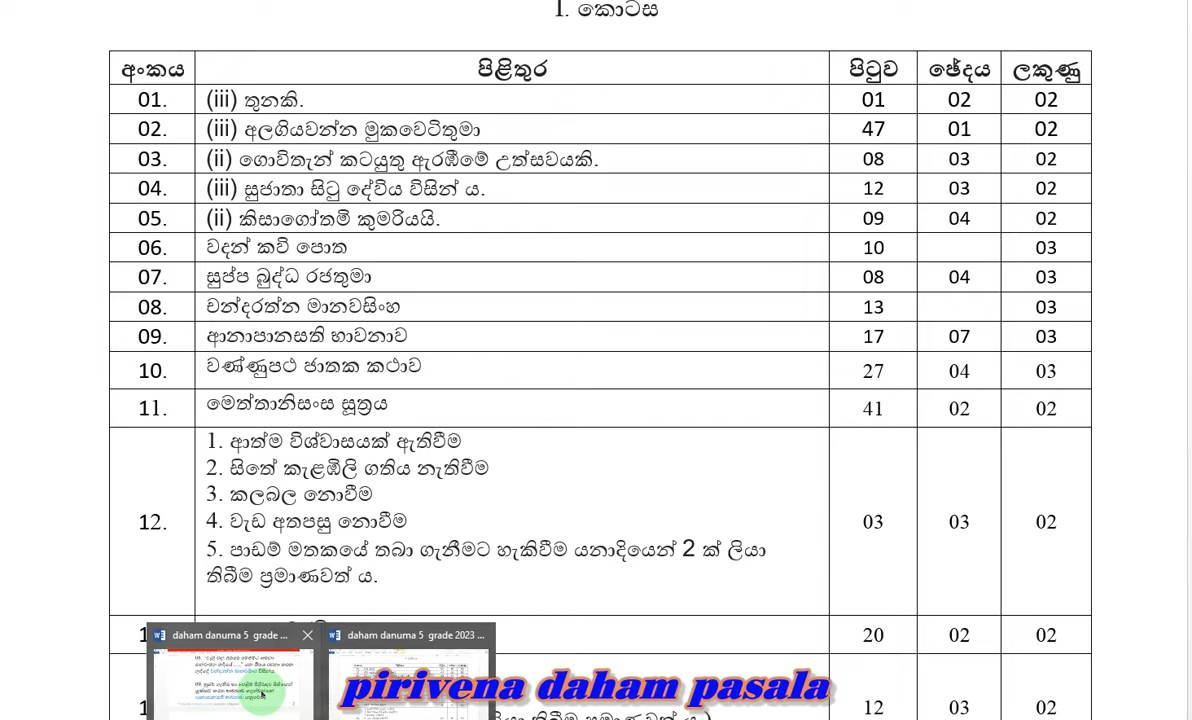 I. කොටස
අංකය පිළිතුර පිටුව ඡේදය ලකුණු
01. (iii) තුනකි. 01 02 02
02. (iii) අලගියවන්න මුකවෙටිතුමා 47 01 02
03. (ii) ගොවිතැන් කටයුතු ඇරඹීමේ උත්සවයකි. 08 03 02
04. (iii) සුජාතා සිටු දේවිය විසින් ය. 12 03 02
05. (ii) කිසාගෝතමි කුමරියයි. 09 04 02
06. වදන් කවි පොත 10 03
07. සුප්ප බුද්ධ රජතුමා 08 04 03
08. චන්දරත්න මානවසිංහ 13 03
09. ආනාපානසති භාවනාව 17 07 03
10. වණ්ණුපථ ජාතක කථාව 27 04 03
11. මෙත්තානිසංස සූත්‍රය 41 02 02
12. 1. ආත්ම විශ්වාසයක් ඇතිවීම
2. සිතේ කැළඹිලි ගතිය නැතිවීම
3. කලබල නොවීම
4. වැඩ අතපසු නොවීම
5. පාඩම් මතකයේ තබා ගැනීමට හැකිවීම යනාදියෙන් 2 ක් ලියා
තිබීම ප්‍රමාණවත් ය.
03 03 02
20 02 02
daham danuma 5 grade ... daham danuma 5 grade 2023 ...
pirivena daham pasala
12 03 02